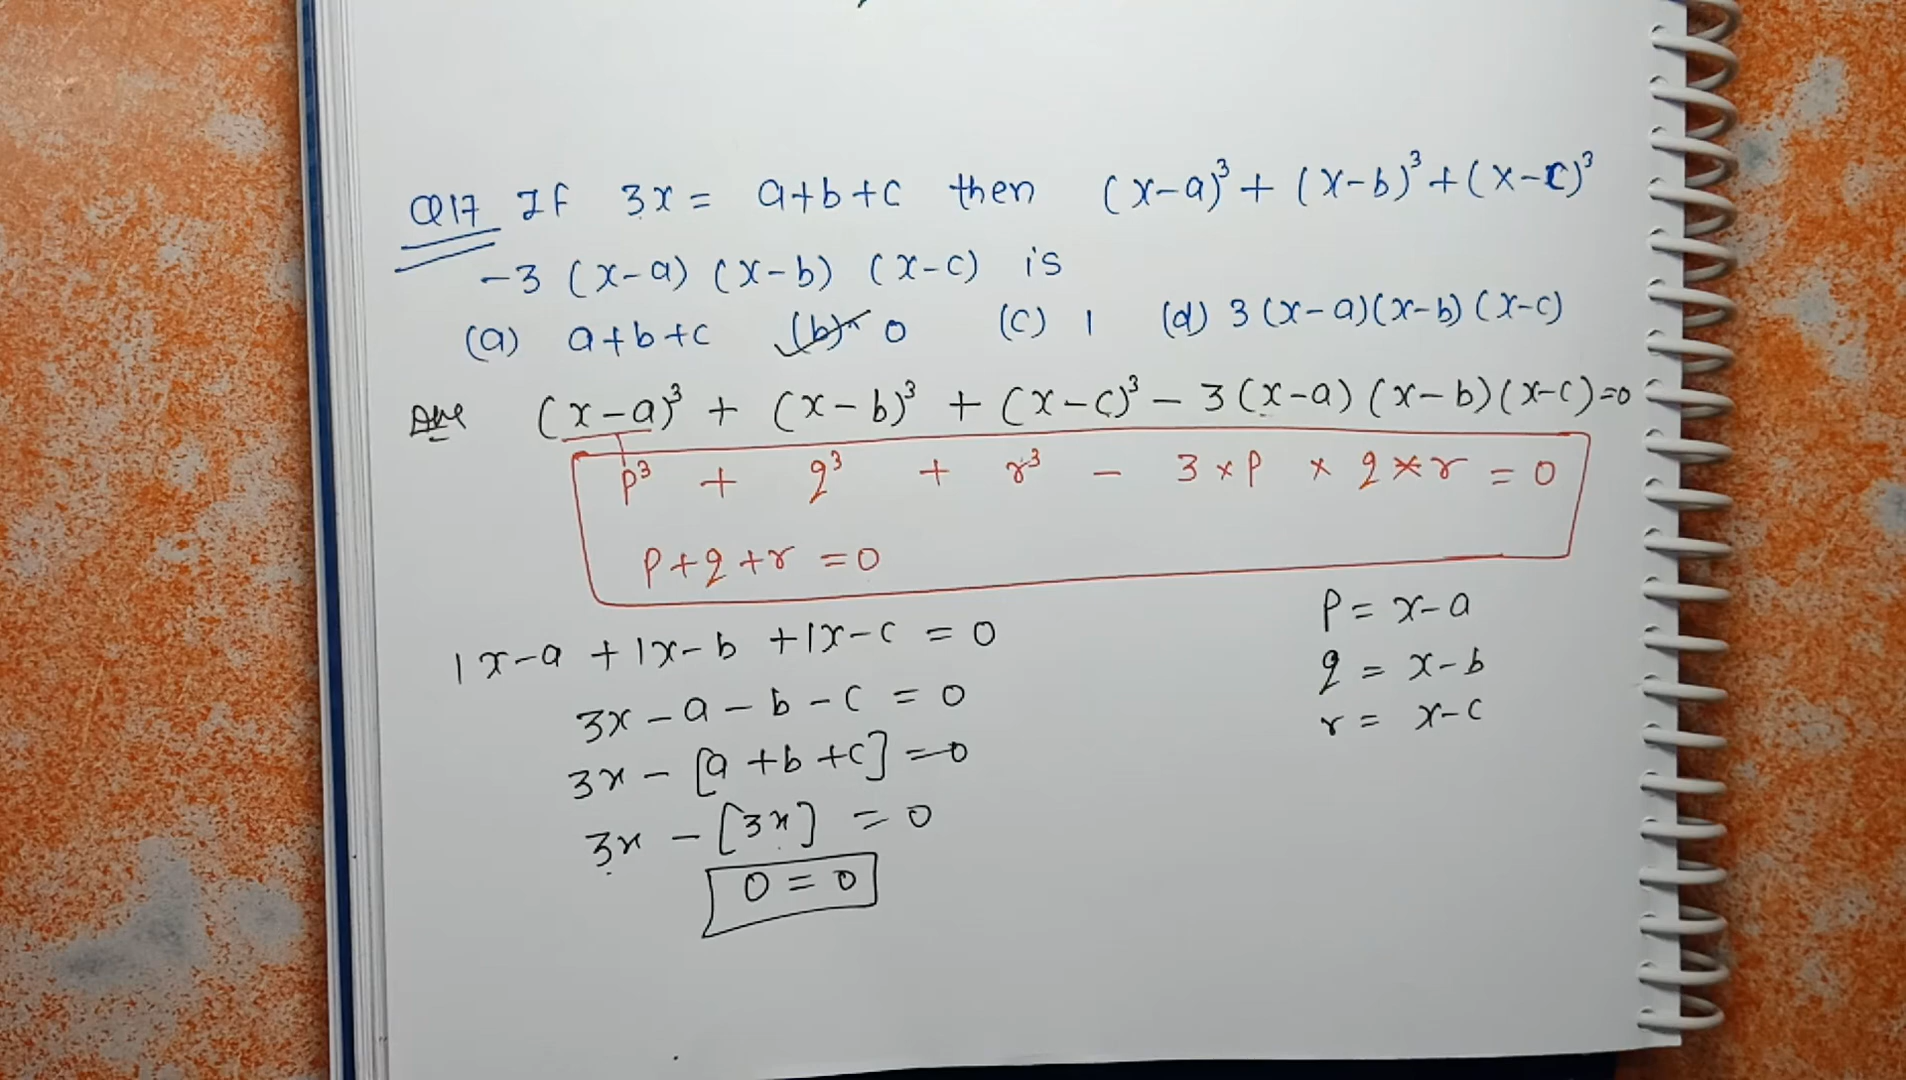 Q17 If 3x = a+b+c then (x-a)³ + (x-b)³ + (x-c)³
-3 (x-a) (x-b) (x-c) is
(a) a+b+c (b) 0 (c) 1 (d) 3(x-a)(x-b)(x-c)
Ans (x-a)³ + (x-b)³ + (x-c)³ - 3(x-a)(x-b)(x-c)=0
p³ + q³ + r³ - 3×p × q×r = 0
p+q+r = 0
p = x-a
1x-a + 1x-b + 1x-c = 0
q = x-b
3x-a-b-c = 0
r = x-c
3x - [a+b+c] = 0
3x - [3x] = 0
0 = 0